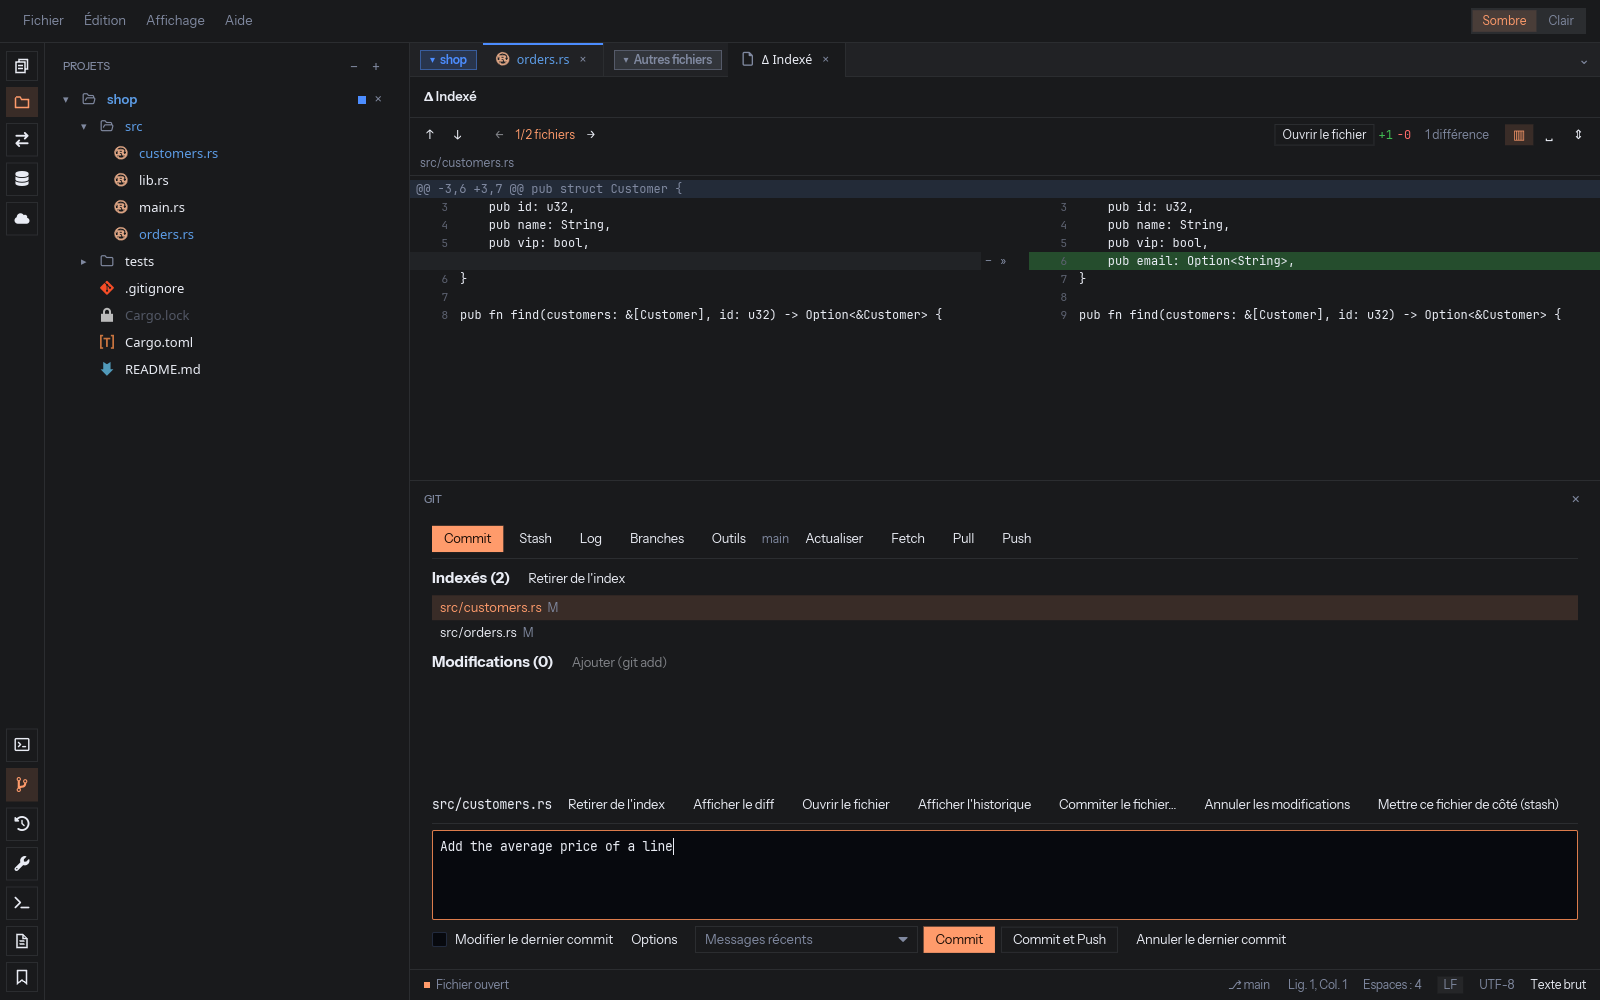 Fichier Édition Affichage Aide Sombre Clair
PROJETS − +
▾ shop ×
▾ src
customers.rs
lib.rs
main.rs
orders.rs
▸ tests
.gitignore
Cargo.lock
[T] Cargo.toml
README.md
▾ shop orders.rs × ▾ Autres fichiers Δ Indexé ×
Δ Indexé
↑ ↓ ← 1/2 fichiers → Ouvrir le fichier +1 -0 1 différence
src/customers.rs
@@ -3,6 +3,7 @@ pub struct Customer {
3 pub id: u32, 3 pub id: u32,
4 pub name: String, 4 pub name: String,
5 pub vip: bool, 5 pub vip: bool,
− » 6 pub email: Option<String>,
6 } 7 }
7 8
8 pub fn find(customers: &[Customer], id: u32) -> Option<&Customer> { 9 pub fn find(customers: &[Customer], id: u32) -> Option<&Customer> {
GIT ×
Commit Stash Log Branches Outils main Actualiser Fetch Pull Push
Indexés (2) Retirer de l'index
src/customers.rs M
src/orders.rs M
Modifications (0) Ajouter (git add)
src/customers.rs Retirer de l'index Afficher le diff Ouvrir le fichier Afficher l'historique Commiter le fichier... Annuler les modifications Mettre ce fichier de côté (stash)
Add the average price of a line
Modifier le dernier commit Options Messages récents Commit Commit et Push Annuler le dernier commit
Fichier ouvert main Lig. 1, Col. 1 Espaces : 4 LF UTF-8 Texte brut